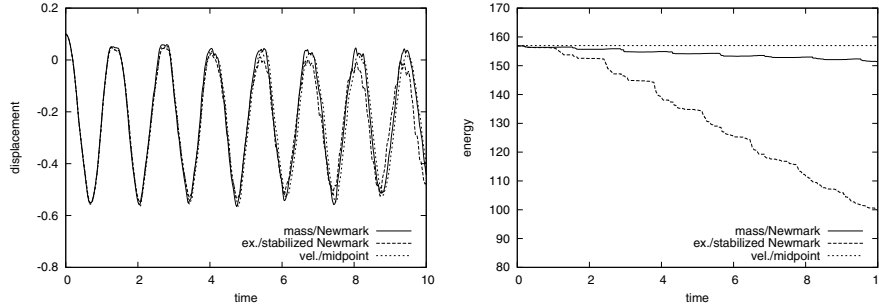 0.2
0
-0.2
-0.4
-0.6
-0.8
displacement
0 2 4 6 8 10
time
mass/Newmark
ex./stabilized Newmark
vel./midpoint
170
160
150
140
130
120
110
100
90
80
energy
0 2 4 6 8 1
time
mass/Newmark
ex./stabilized Newmark
vel./midpoint